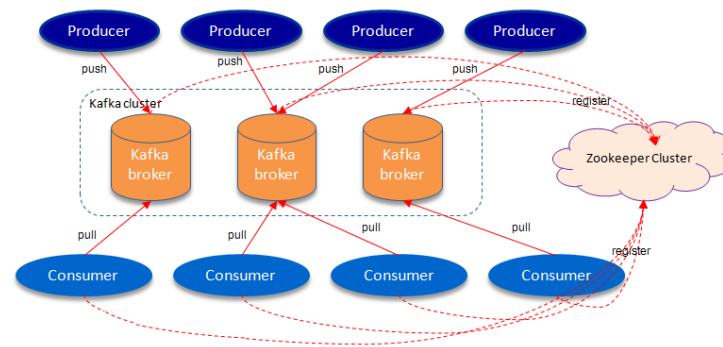 Producer
Producer
Producer
Producer
push
push
push
push
Kafka cluster
register
Kafka
broker
Kafka
broker
Kafka
broker
Zookeeper Cluster
pull
pull
pull
pull
register
Consumer
Consumer
Consumer
Consumer